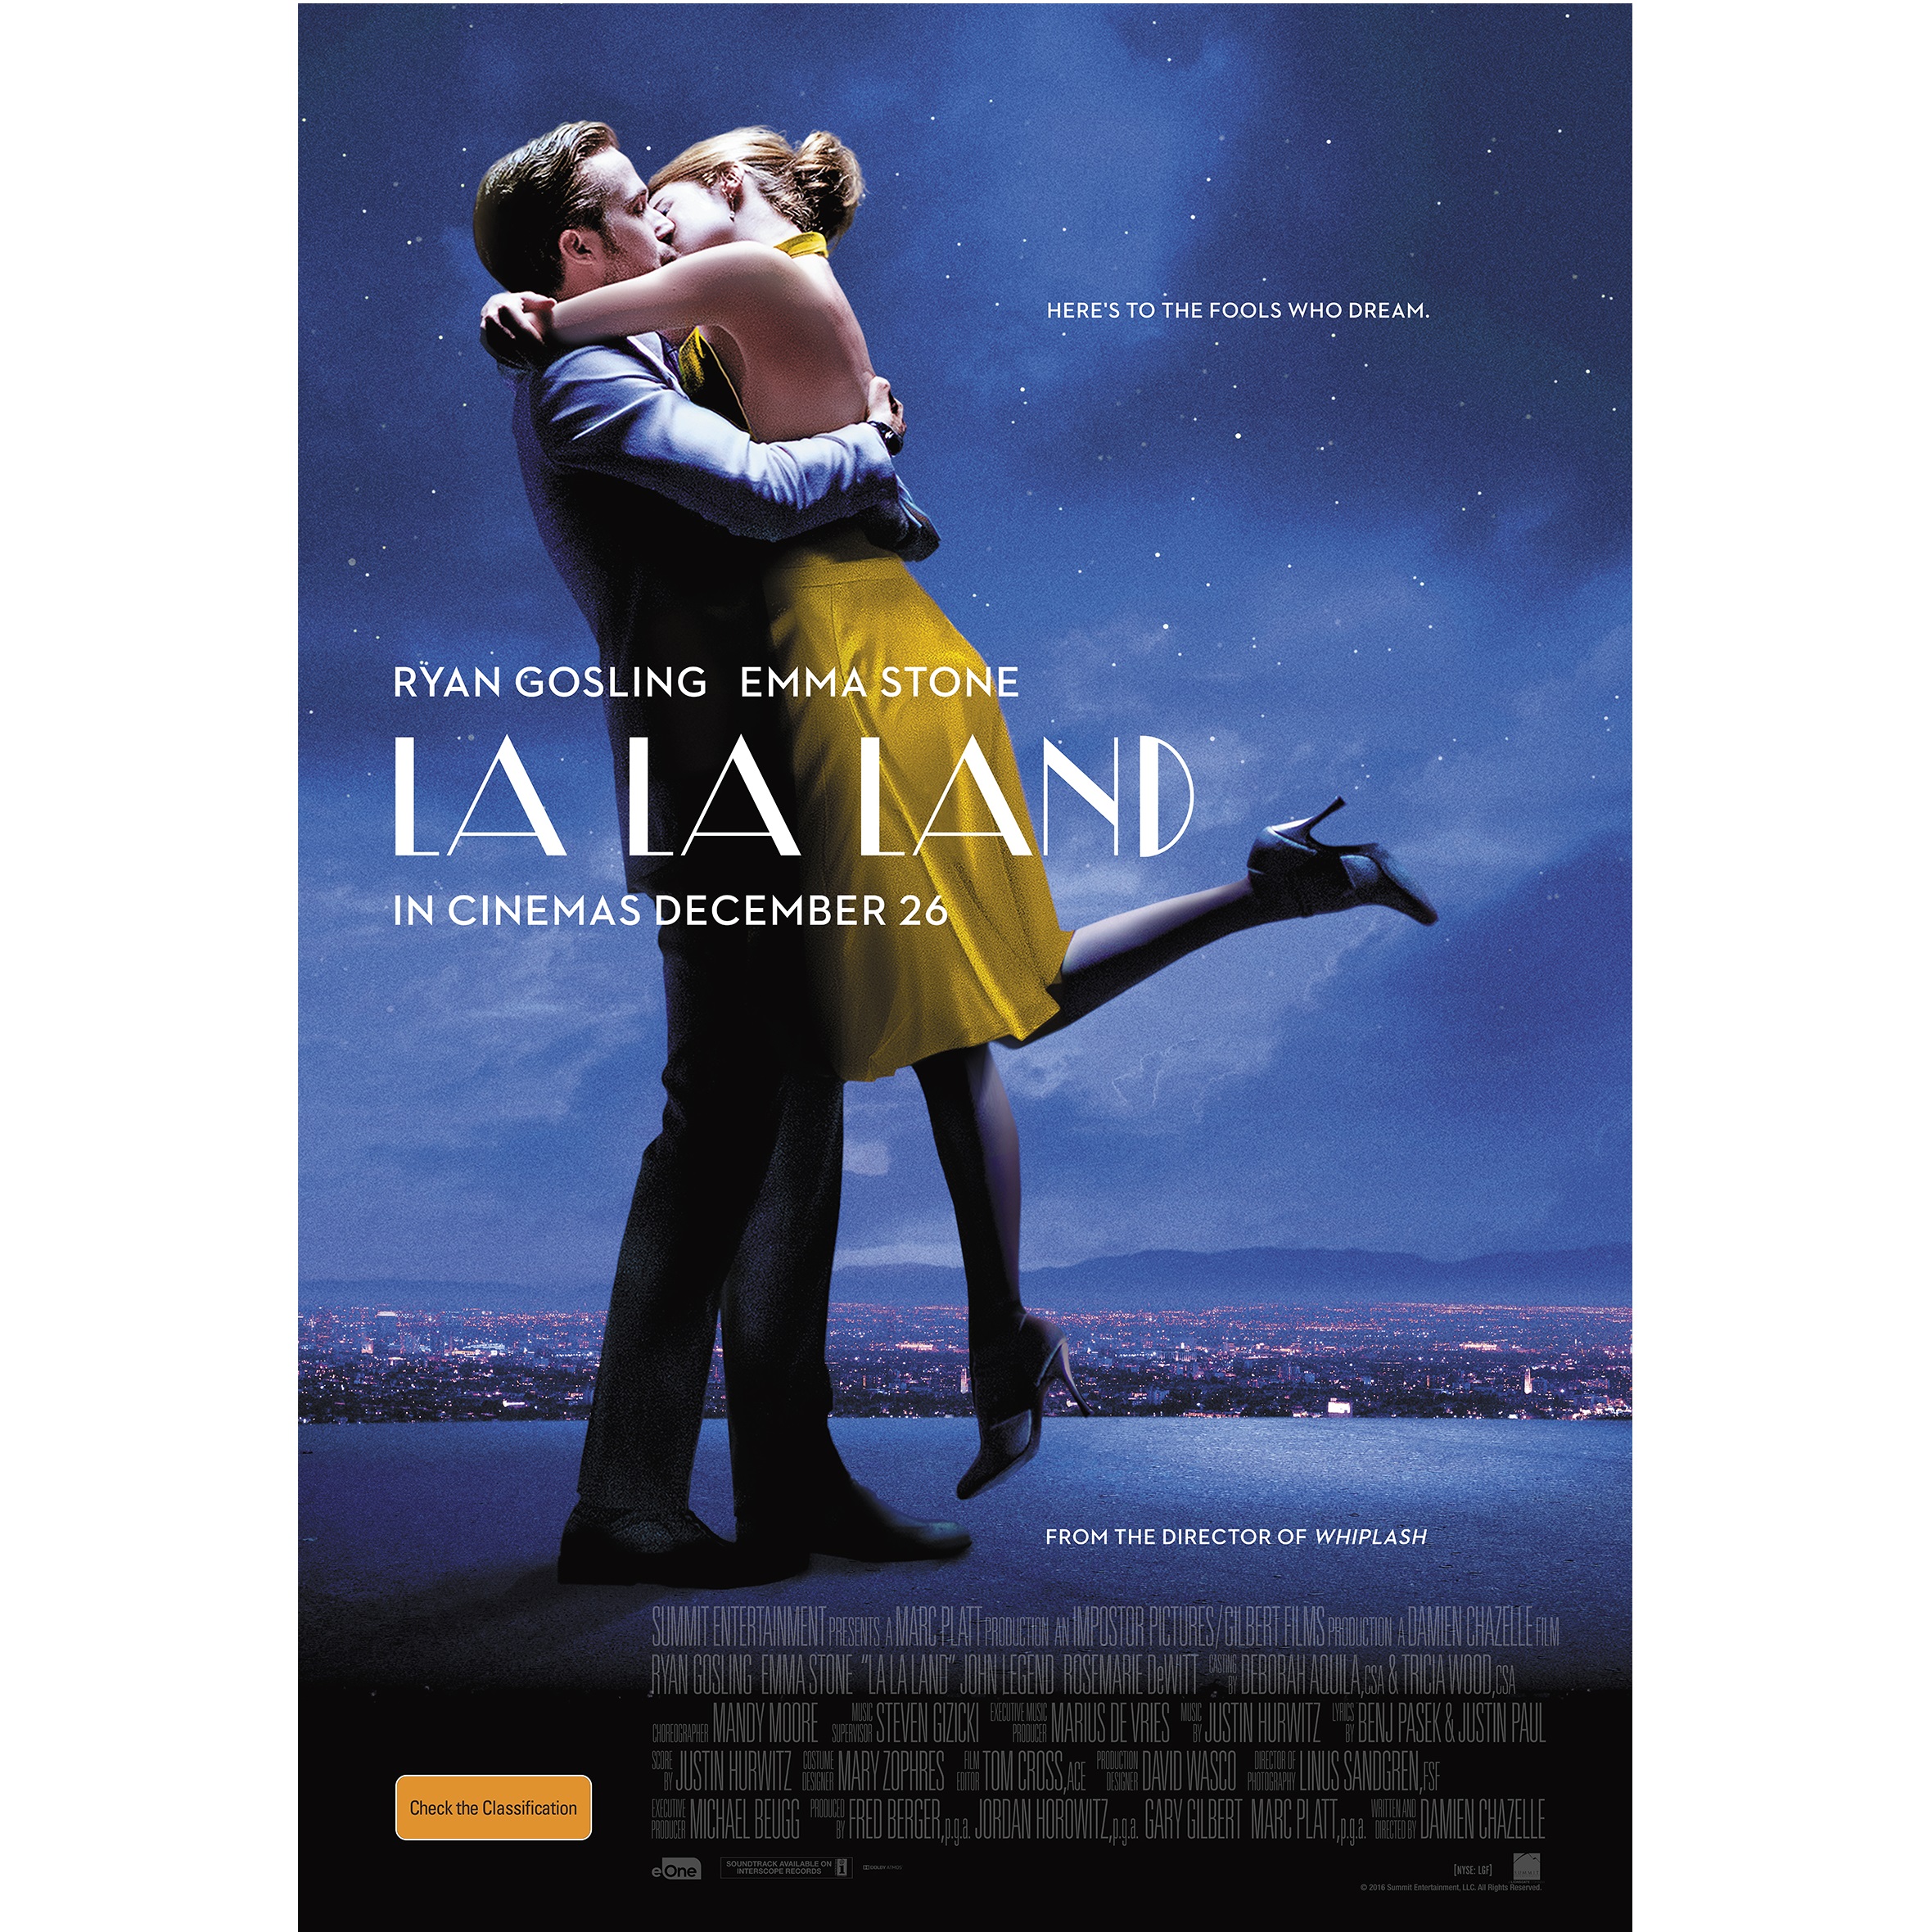 HERE'S TO THE FOOLS WHO DREAM.
RYAN GOSLING EMMA STONE
LA LA LAND
IN CINEMAS DECEMBER 26
FROM THE DIRECTOR OF WHIPLASH
SUMMIT ENTERTAINMENT PRESENTS A MARC PLATT PRODUCTION AN IMPOSTOR PICTURES/GILBERT FILMS PRODUCTION A DAMIEN CHAZELLE FILM
RYAN GOSLING EMMA STONE "LA LA LAND" JOHN LEGEND ROSEMARIE DeWITT CASTING BY DEBORAH AQUILA, CSA & TRICIA WOOD, CSA
CHOREOGRAPHER MANDY MOORE MUSIC SUPERVISOR STEVEN GIZICKI EXECUTIVE MUSIC PRODUCER MARIUS DE VRIES MUSIC BY JUSTIN HURWITZ LYRICS BY BENJ PASEK & JUSTIN PAUL
SCORE BY JUSTIN HURWITZ COSTUME DESIGNER MARY ZOPHRES FILM EDITOR TOM CROSS, ACE PRODUCTION DESIGNER DAVID WASCO DIRECTOR OF PHOTOGRAPHY LINUS SANDGREN, FSF
EXECUTIVE PRODUCER MICHAEL BEUGG PRODUCED BY FRED BERGER, p.g.a. JORDAN HOROWITZ, p.g.a. GARY GILBERT MARC PLATT, p.g.a. WRITTEN AND DIRECTED BY DAMIEN CHAZELLE
Check the Classification
eOne
SOUNDTRACK AVAILABLE ON
INTERSCOPE RECORDS
DOLBY ATMOS
[NYSE: LGF]
SUMMIT
© 2016 Summit Entertainment, LLC. All Rights Reserved.